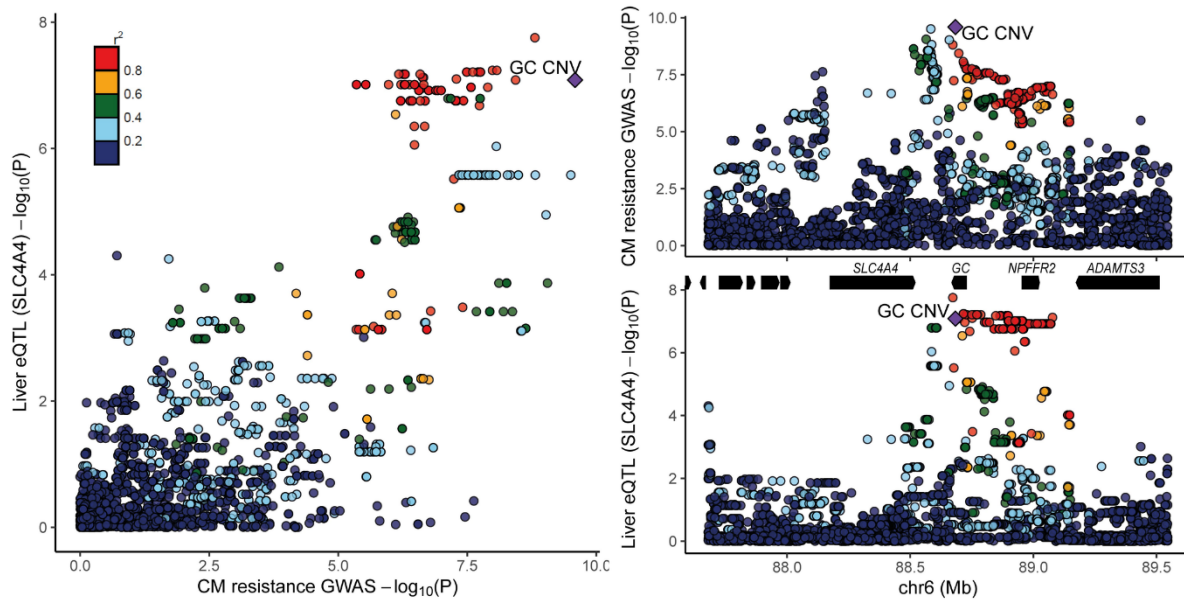 8
6
4
2
0
Liver eQTL (SLC4A4) −log10(P)
r2
0.8
0.6
0.4
0.2
GC CNV
0.0
2.5
5.0
7.5
10.0
CM resistance GWAS −log10(P)
10.0
7.5
5.0
2.5
0.0
CM resistance GWAS −log10(P)
GC CNV
SLC4A4 GC NPFFR2 ADAMTS3
8
6
4
2
0
Liver eQTL (SLC4A4) −log10(P)
GC CNV
88.0
88.5
89.0
89.5
chr6 (Mb)